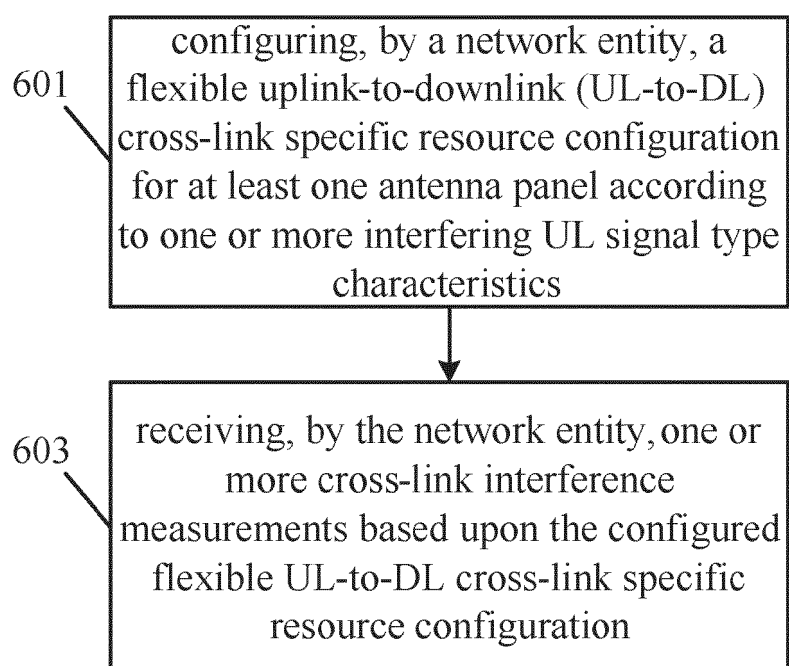 601
configuring, by a network entity, a
flexible uplink-to-downlink (UL-to-DL)
cross-link specific resource configuration
for at least one antenna panel according
to one or more interfering UL signal type
characteristics
603
receiving, by the network entity, one or
more cross-link interference
measurements based upon the configured
flexible UL-to-DL cross-link specific
resource configuration